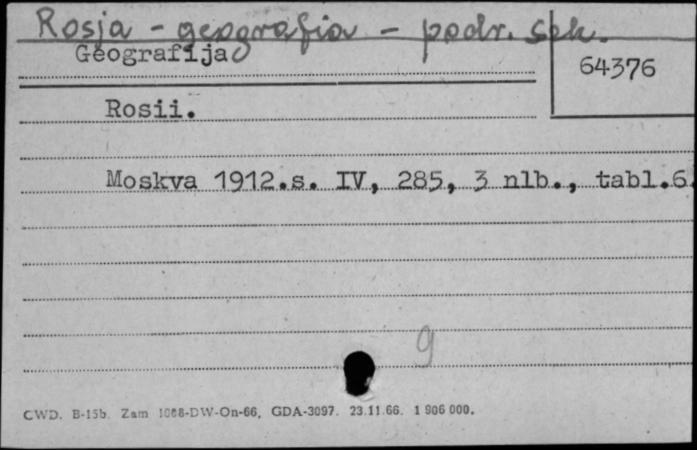 Rosja - geografia - podr. szk.
Geografija
64376
Rosii.
Moskva 1912.s. IV, 285, 3 nlb., tabl.6.
9
CWD. B-15b. Zam 1068-DW-On-66, GDA-3097. 23.11.66. 1 906 000.